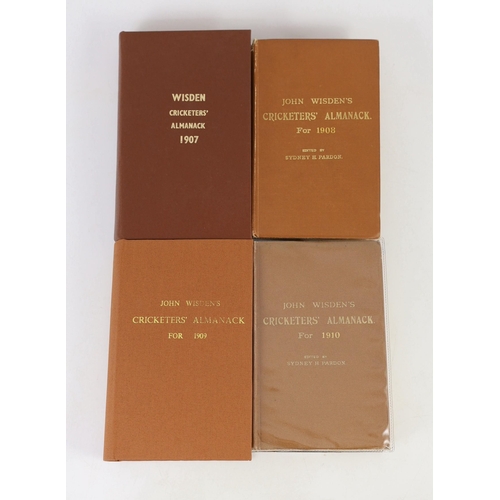 WISDEN
CRICKETERS'
ALMANACK
1907
JOHN WISDEN'S
CRICKETERS' ALMANACK.
For 1908
EDITED BY
SYDNEY H. PARDON.
JOHN WISDEN'S
CRICKETERS' ALMANACK
FOR 1909
JOHN WISDEN'S
CRICKETERS' ALMANACK.
For 1910
EDITED BY
SYDNEY H. PARDON.